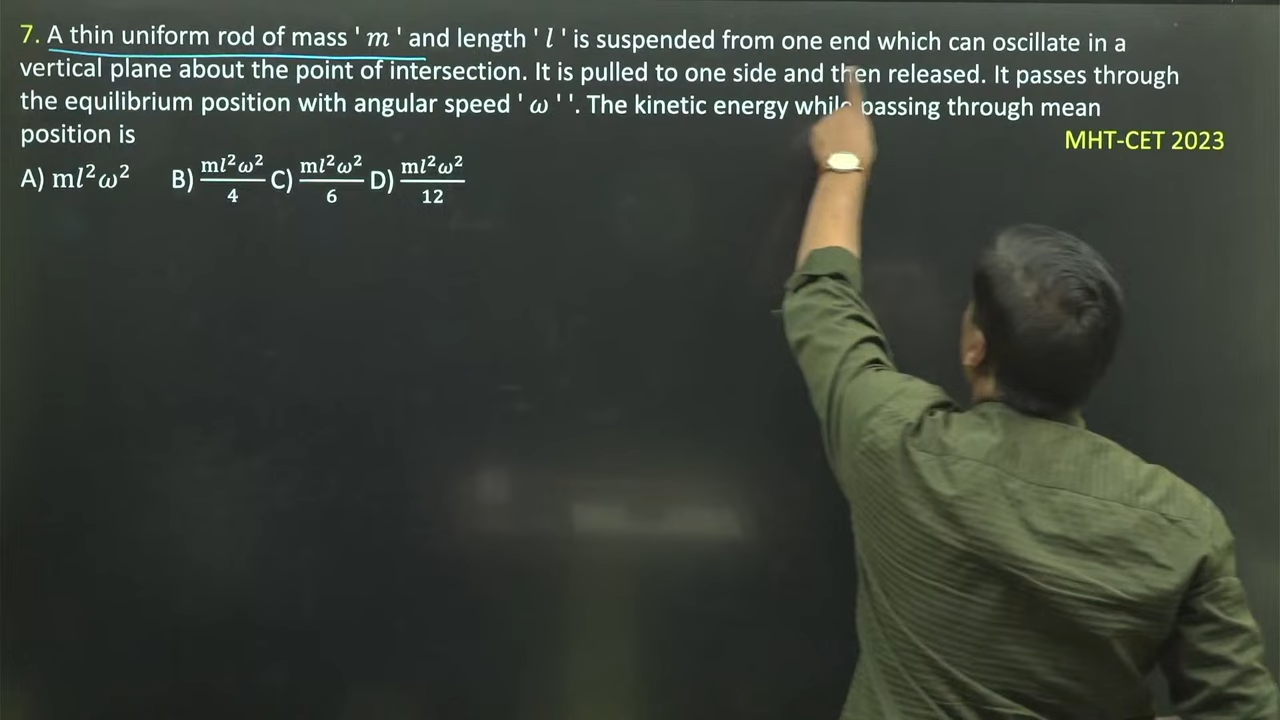 7. A thin uniform rod of mass ' m ' and length ' l ' is suspended from one end which can oscillate in a
vertical plane about the point of intersection. It is pulled to one side and then released. It passes through
the equilibrium position with angular speed ' ω ' '. The kinetic energy while passing through mean
position is
MHT-CET 2023
A) ml²ω² B) ml²ω²/4 C) ml²ω²/6 D) ml²ω²/12